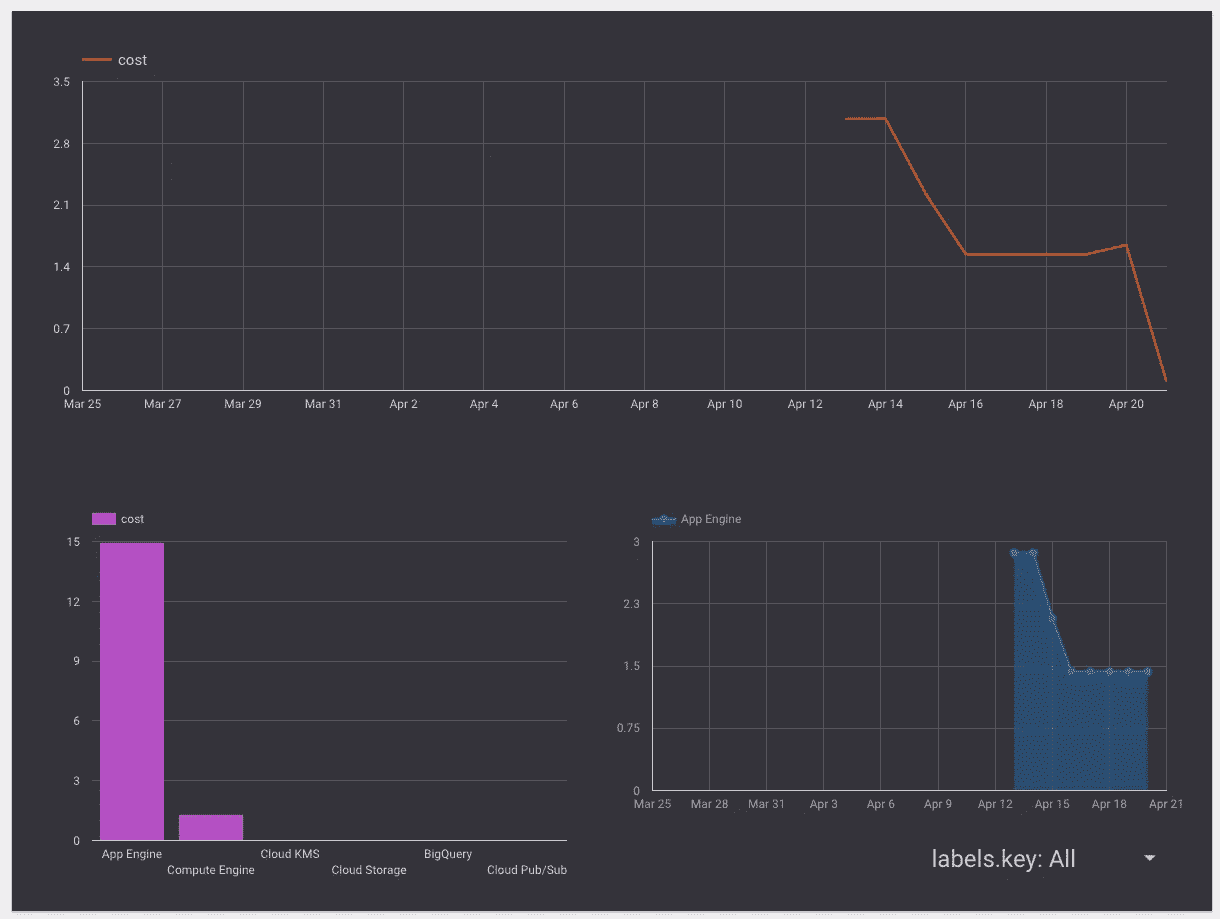 cost
3.5
2.8
2.1
1.4
0.7
0
Mar 25 Mar 27 Mar 29 Mar 31 Apr 2 Apr 4 Apr 6 Apr 8 Apr 10 Apr 12 Apr 14 Apr 16 Apr 18 Apr 20
cost
15
12
9
6
3
0
App Engine Cloud KMS BigQuery
Compute Engine Cloud Storage Cloud Pub/Sub
App Engine
3
2.3
1.5
0.75
0
Mar 25 Mar 28 Mar 31 Apr 3 Apr 6 Apr 9 Apr 12 Apr 15 Apr 18 Apr 21
labels.key: All